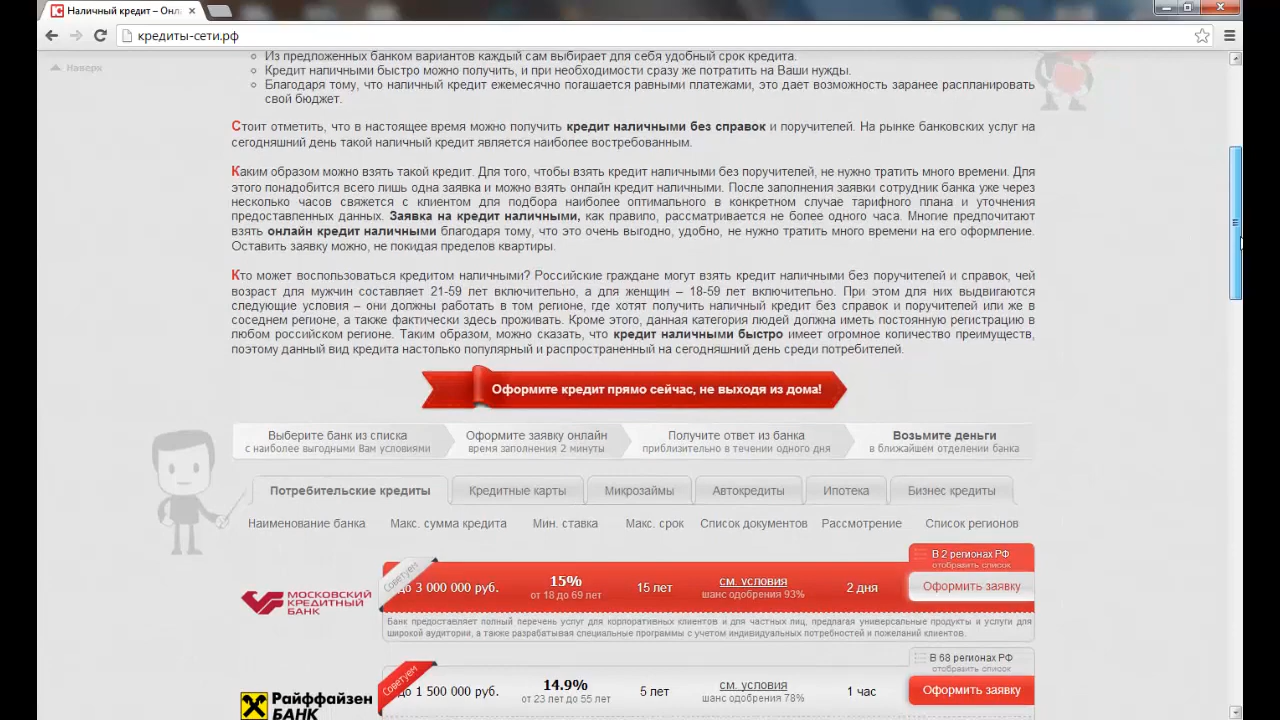 Наличный кредит – Онл
кредиты-сети.рф
Наверх
Из предложенных банком вариантов каждый сам выбирает для себя удобный срок кредита.
Кредит наличными быстро можно получить, и при необходимости сразу же потратить на Ваши нужды.
Благодаря тому, что наличный кредит ежемесячно погашается равными платежами, это дает возможность заранее распланировать
свой бюджет.
Стоит отметить, что в настоящее время можно получить кредит наличными без справок и поручителей. На рынке банковских услуг на
сегодняшний день такой наличный кредит является наиболее востребованным.
Каким образом можно взять такой кредит. Для того, чтобы взять кредит наличными без поручителей, не нужно тратить много времени. Для
этого понадобится всего лишь одна заявка и можно взять онлайн кредит наличными. После заполнения заявки сотрудник банка уже через
несколько часов свяжется с клиентом для подбора наиболее оптимального в конкретном случае тарифного плана и уточнения
предоставленных данных. Заявка на кредит наличными, как правило, рассматривается не более одного часа. Многие предпочитают
взять онлайн кредит наличными благодаря тому, что это очень выгодно, удобно, не нужно тратить много времени на его оформление.
Оставить заявку можно, не покидая пределов квартиры.
Кто может воспользоваться кредитом наличными? Российские граждане могут взять кредит наличными без поручителей и справок, чей
возраст для мужчин составляет 21-59 лет включительно, а для женщин – 18-59 лет включительно. При этом для них выдвигаются
следующие условия – они должны работать в том регионе, где хотят получить наличный кредит без справок и поручителей или же в
соседнем регионе, а также фактически здесь проживать. Кроме этого, данная категория людей должна иметь постоянную регистрацию в
любом российском регионе. Таким образом, можно сказать, что кредит наличными быстро имеет огромное количество преимуществ,
поэтому данный вид кредита настолько популярный и распространенный на сегодняшний день среди потребителей.
Оформите кредит прямо сейчас, не выходя из дома!
Выберите банк из списка Оформите заявку онлайн Получите ответ из банка Возьмите деньги
с наиболее выгодными Вам условиями время заполнения 2 минуты приблизительно в течении одного дня в ближайшем отделении банка
Потребительские кредиты Кредитные карты Микрозаймы Автокредиты Ипотека Бизнес кредиты
Наименование банка Макс. сумма кредита Мин. ставка Макс. срок Список документов Рассмотрение Список регионов
В 2 регионах РФ
отобразить список
Советуем
МОСКОВСКИЙ
КРЕДИТНЫЙ
БАНК
до 3 000 000 руб. 15% 15 лет см. условия 2 дня Оформить заявку
от 18 до 69 лет шанс одобрения 93%
Банк предоставляет полный перечень услуг для корпоративных клиентов и для частных лиц, предлагая универсальные продукты и услуги для
широкой аудитории, а также разрабатывая специальные программы с учетом индивидуальных потребностей и пожеланий клиентов.
В 68 регионах РФ
отобразить список
Советуем
Райффайзен
БАНК
до 1 500 000 руб. 14.9% 5 лет см. условия 1 час Оформить заявку
от 23 лет до 55 лет шанс одобрения 78%